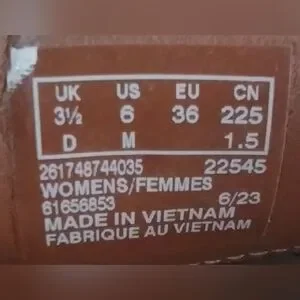 UK US EU CN
3½ 6 36 225
D M 1.5
261748744035 22545
WOMENS/FEMMES
61656853 6/23
MADE IN VIETNAM
FABRIQUE AU VIETNAM